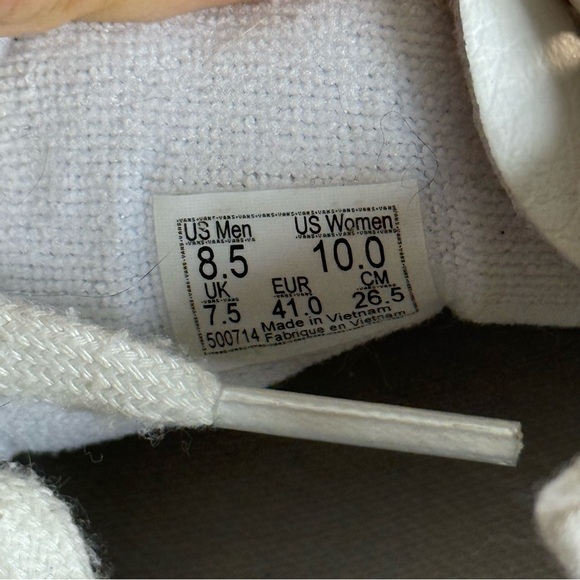 US Men US Women
8.5 10.0
UK EUR CM
7.5 41.0 26.5
500714 Made in Vietnam
Fabrique en Vietnam